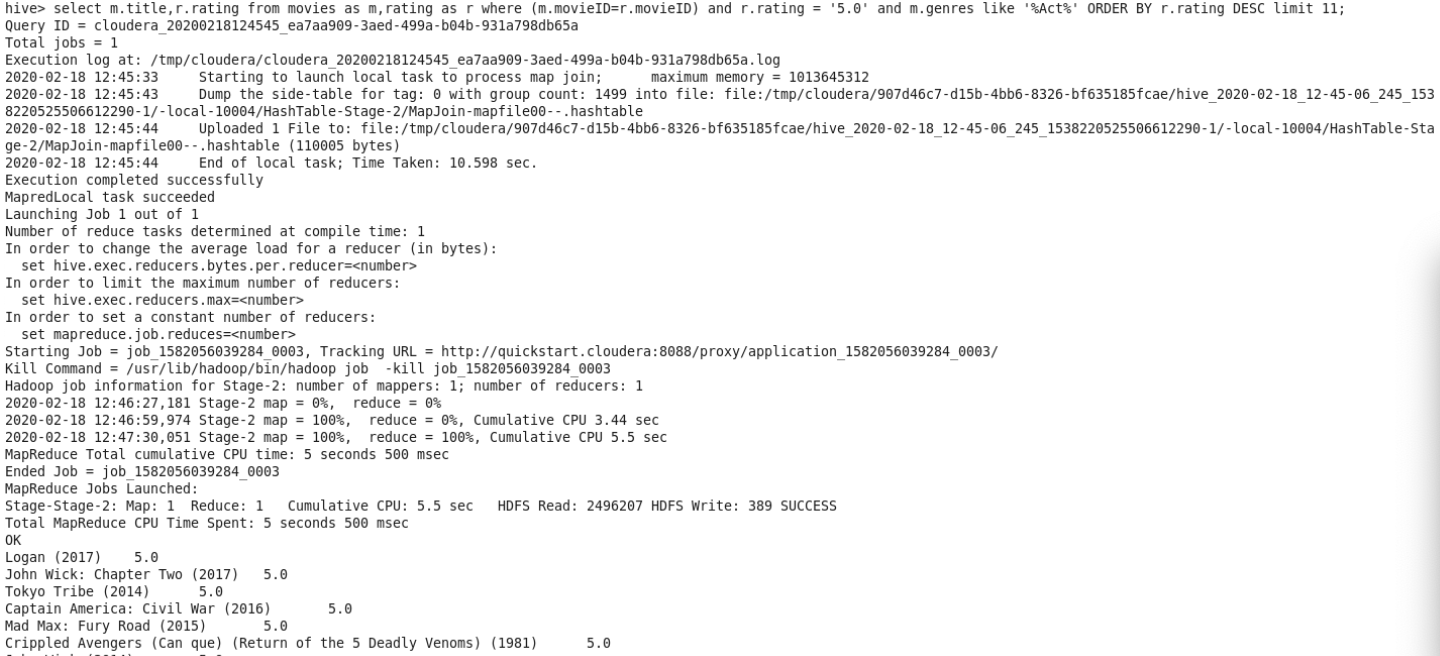 hive> select m.title,r.rating from movies as m,rating as r where (m.movieID=r.movieID) and r.rating = '5.0' and m.genres like '%Act%' ORDER BY r.rating DESC limit 11;
Query ID = cloudera_20200218124545_ea7aa909-3aed-499a-b04b-931a798db65a
Total jobs = 1
Execution log at: /tmp/cloudera/cloudera_20200218124545_ea7aa909-3aed-499a-b04b-931a798db65a.log
2020-02-18 12:45:33     Starting to launch local task to process map join;      maximum memory = 1013645312
2020-02-18 12:45:43     Dump the side-table for tag: 0 with group count: 1499 into file: file:/tmp/cloudera/907d46c7-d15b-4bb6-8326-bf635185fcae/hive_2020-02-18_12-45-06_245_153
8220525506612290-1/-local-10004/HashTable-Stage-2/MapJoin-mapfile00--.hashtable
2020-02-18 12:45:44     Uploaded 1 File to: file:/tmp/cloudera/907d46c7-d15b-4bb6-8326-bf635185fcae/hive_2020-02-18_12-45-06_245_1538220525506612290-1/-local-10004/HashTable-Sta
ge-2/MapJoin-mapfile00--.hashtable (110005 bytes)
2020-02-18 12:45:44     End of local task; Time Taken: 10.598 sec.
Execution completed successfully
MapredLocal task succeeded
Launching Job 1 out of 1
Number of reduce tasks determined at compile time: 1
In order to change the average load for a reducer (in bytes):
  set hive.exec.reducers.bytes.per.reducer=<number>
In order to limit the maximum number of reducers:
  set hive.exec.reducers.max=<number>
In order to set a constant number of reducers:
  set mapreduce.job.reduces=<number>
Starting Job = job_1582056039284_0003, Tracking URL = http://quickstart.cloudera:8088/proxy/application_1582056039284_0003/
Kill Command = /usr/lib/hadoop/bin/hadoop job  -kill job_1582056039284_0003
Hadoop job information for Stage-2: number of mappers: 1; number of reducers: 1
2020-02-18 12:46:27,181 Stage-2 map = 0%,  reduce = 0%
2020-02-18 12:46:59,974 Stage-2 map = 100%,  reduce = 0%, Cumulative CPU 3.44 sec
2020-02-18 12:47:30,051 Stage-2 map = 100%,  reduce = 100%, Cumulative CPU 5.5 sec
MapReduce Total cumulative CPU time: 5 seconds 500 msec
Ended Job = job_1582056039284_0003
MapReduce Jobs Launched:
Stage-Stage-2: Map: 1  Reduce: 1   Cumulative CPU: 5.5 sec   HDFS Read: 2496207 HDFS Write: 389 SUCCESS
Total MapReduce CPU Time Spent: 5 seconds 500 msec
OK
Logan (2017)    5.0
John Wick: Chapter Two (2017)   5.0
Tokyo Tribe (2014)      5.0
Captain America: Civil War (2016)       5.0
Mad Max: Fury Road (2015)       5.0
Crippled Avengers (Can que) (Return of the 5 Deadly Venoms) (1981)      5.0